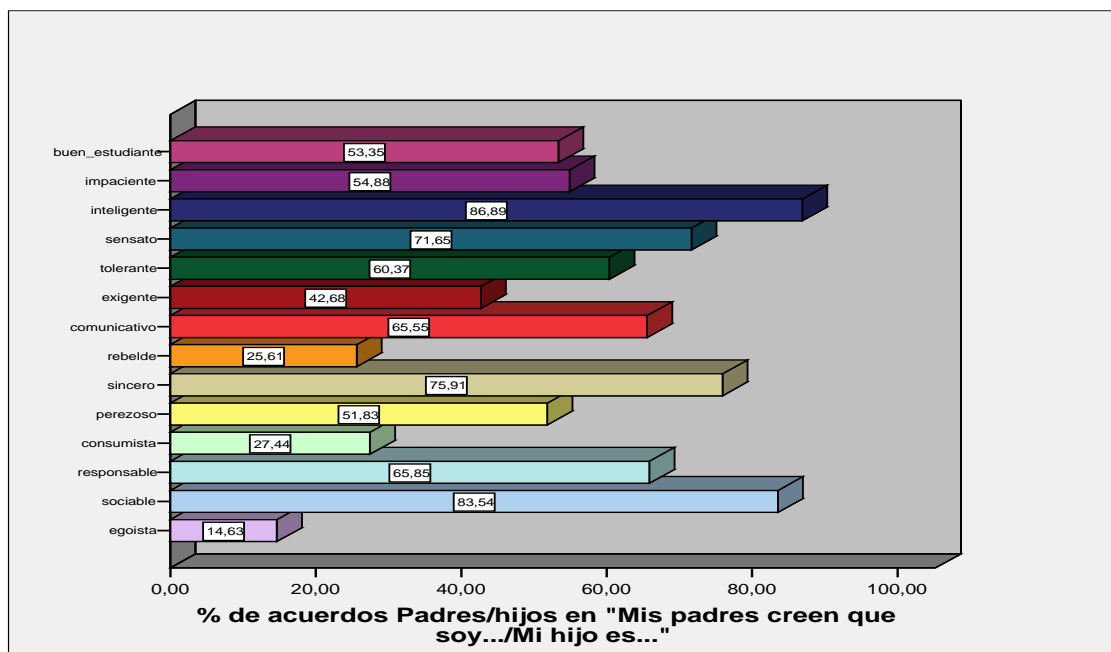 buen_estudiante 53,35
impaciente 54,88
inteligente 86,89
sensato 71,65
tolerante 60,37
exigente 42,68
comunicativo 65,55
rebelde 25,61
sincero 75,91
perezoso 51,83
consumista 27,44
responsable 65,85
sociable 83,54
egoista 14,63
0,00 20,00 40,00 60,00 80,00 100,00
% de acuerdos Padres/hijos en "Mis padres creen que
soy.../Mi hijo es..."